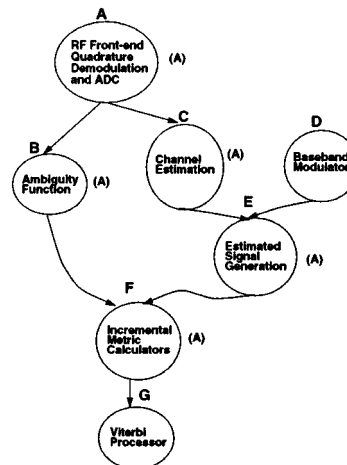 A
RF Front-end
Quadrature
Demodulation
and ADC
(A)
B
Ambiguity
Function
(A)
C
Channel
Estimation
(A)
D
Baseband
Modulator
E
Estimated
Signal
Generation
(A)
F
Incremental
Metric
Calculators
(A)
G
Viterbi
Processor